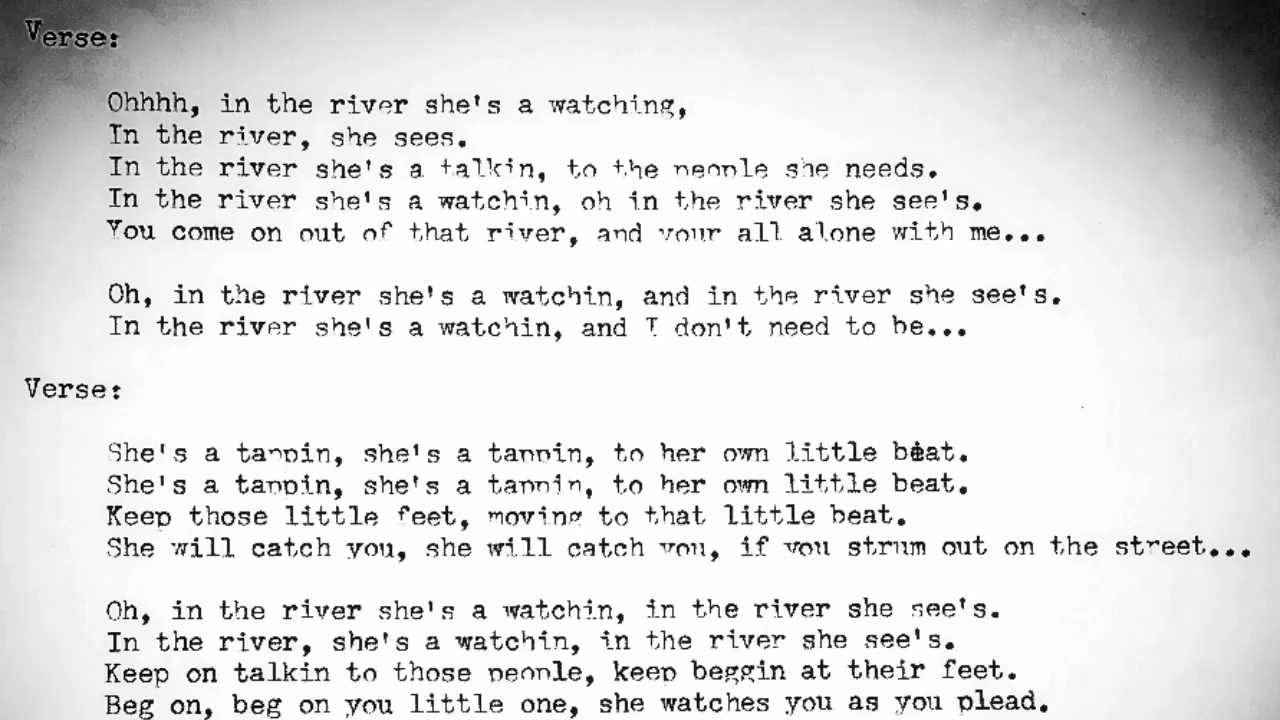 Verse:
Ohhhh, in the river she's a watching,
In the river, she sees.
In the river she's a talkin, to the people she needs.
In the river she's a watchin, oh in the river she see's.
You come on out of that river, and your all alone with me...
Oh, in the river she's a watchin, and in the river she see's.
In the river she's a watchin, and I don't need to be...
Verse:
She's a tappin, she's a tappin, to her own little beat.
She's a tappin, she's a tappin, to her own little beat.
Keep those little feet, moving to that little beat.
She will catch you, she will catch you, if you strum out on the street...
Oh, in the river she's a watchin, in the river she see's.
In the river, she's a watchin, in the river she see's.
Keep on talkin to those people, keep beggin at their feet.
Beg on, beg on you little one, she watches you as you plead.